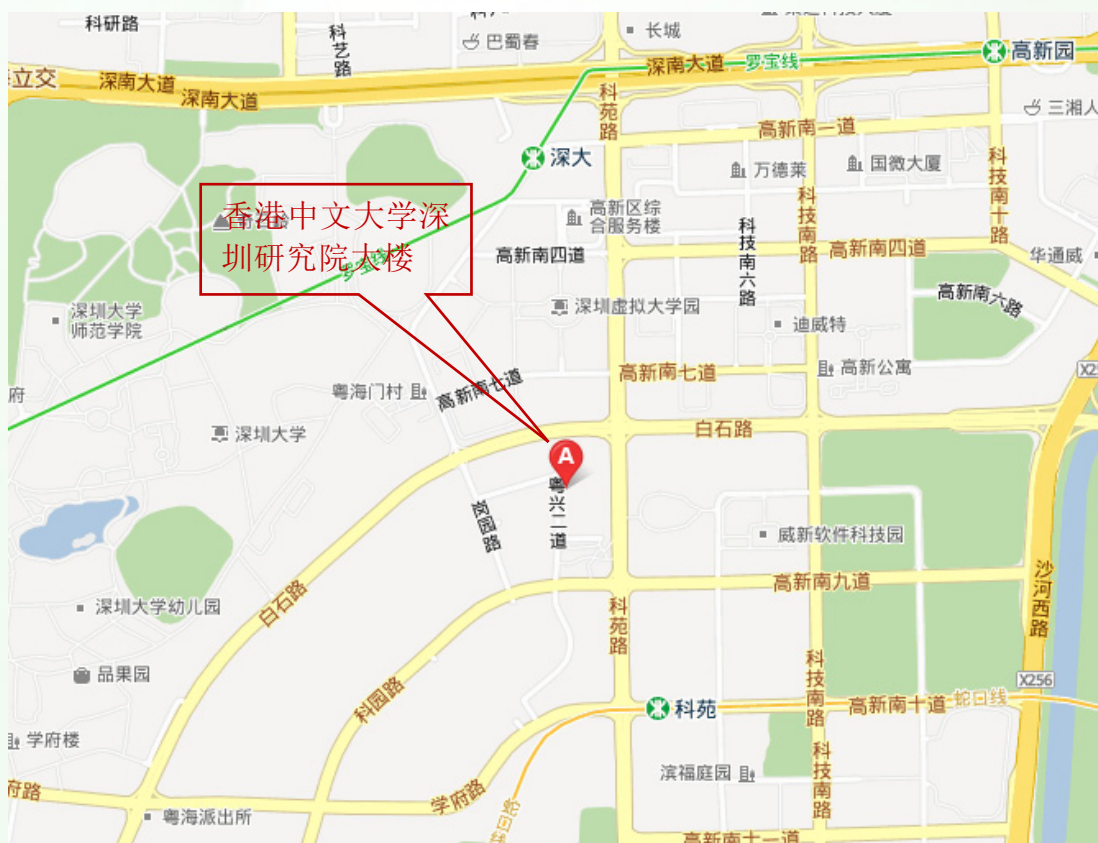 科研路
科艺路
巴蜀春
长城
立交
深南大道
深南大道
深南大道
罗宝线
高新园
科苑路
三湘人
高新南一道
深大
万德莱
国微大厦
科技南十路
科技南路
香港中文大学深
圳研究院大楼
高新区综
合服务楼
科技南六路
高新南四道
高新南四道
华通威
罗宝线
深圳大学
师范学院
深圳虚拟大学园
高新南六路
迪威特
府
粤海门村
高新南七道
高新南七道
高新公寓
X25
深圳大学
白石路
A
粤兴二道
岗园路
威新软件科技园
高新南九道
沙河西路
深圳大学幼儿园
白石路
科苑路
品果园
科园路
科技南路
X256
科苑
高新南十道
蛇口线
学府楼
滨福庭园
科技南路
府路
学府路
粤海派出所
高新南十一道